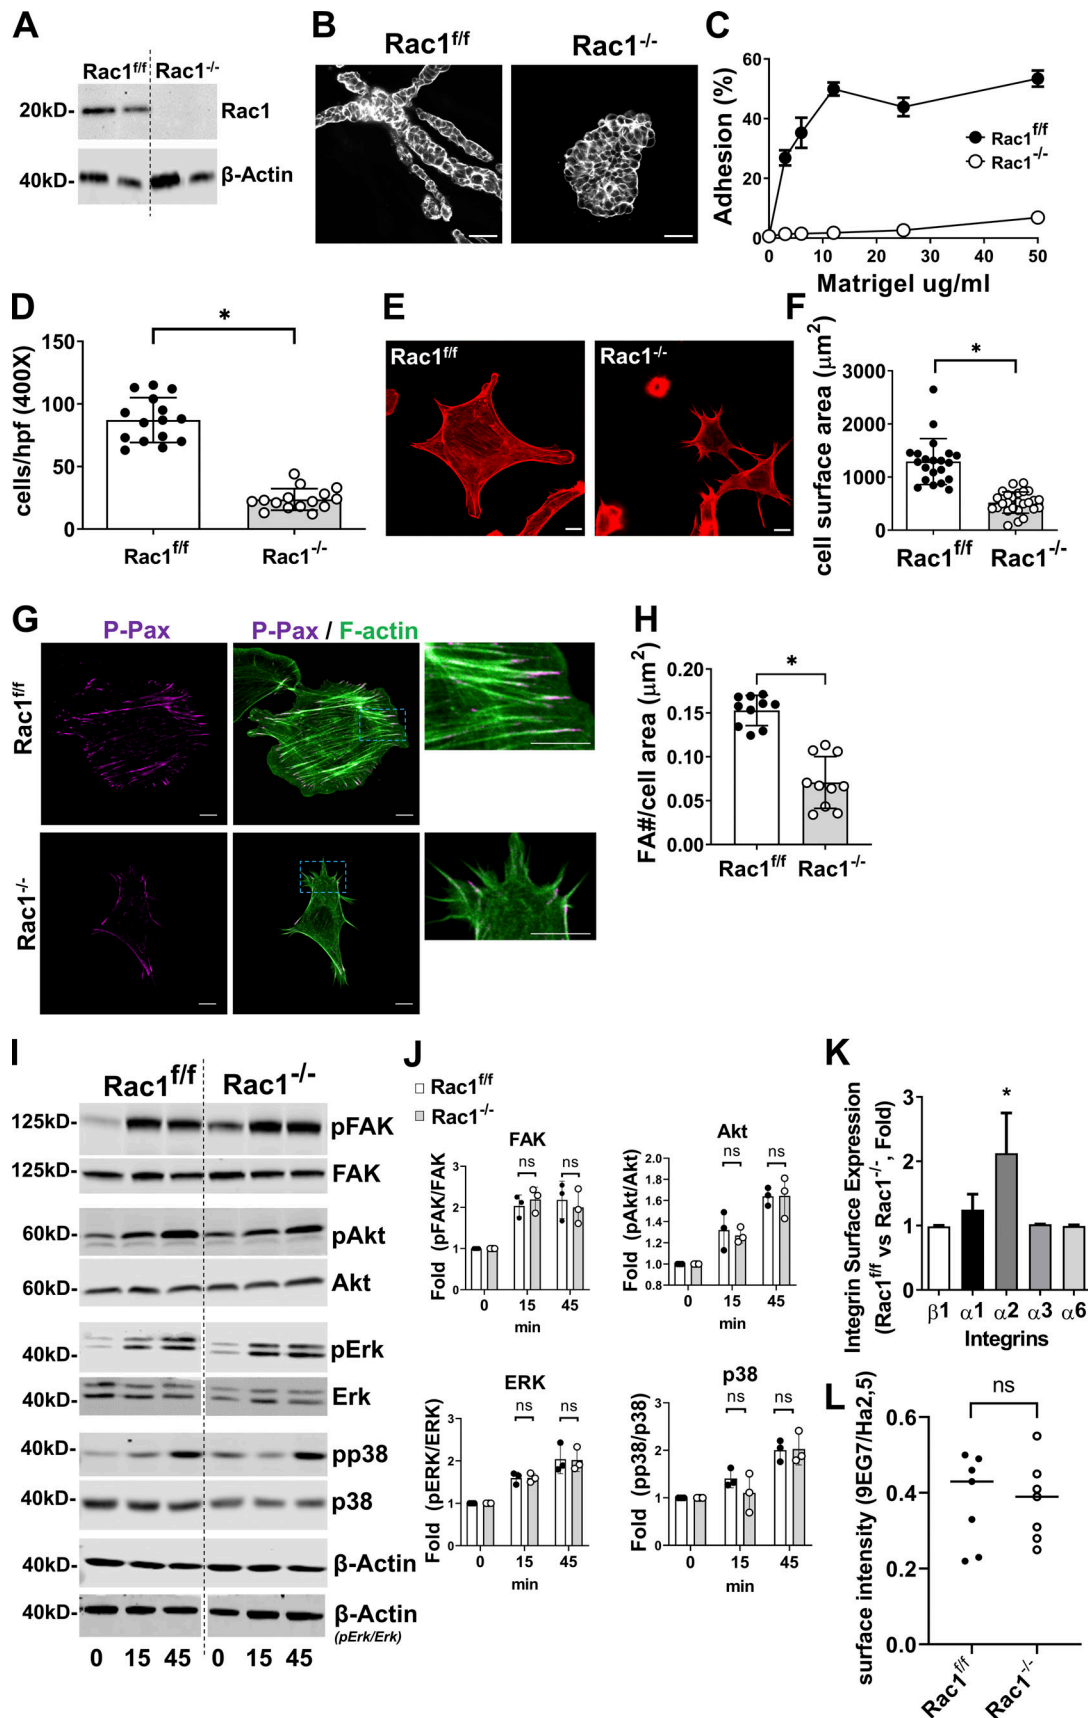 A
Rac1f/f Rac1-/-
20kD-
Rac1
40kD-
β-Actin
B
Rac1f/f
Rac1-/-
C
Adhesion (%)
60
40
20
0
0 10 20 30 40 50
Matrigel ug/ml
Rac1f/f
Rac1-/-
D
cells/hpf (400X)
150
100
50
0
*
Rac1f/f
Rac1-/-
E
Rac1f/f
Rac1-/-
F
cell surface area (μm2)
3000
2000
1000
0
*
Rac1f/f
Rac1-/-
G
P-Pax
P-Pax / F-actin
Rac1f/f
Rac1-/-
H
FA#/cell area (μm2)
0.20
0.15
0.10
0.05
0.00
*
Rac1f/f
Rac1-/-
I
Rac1f/f Rac1-/-
125kD- pFAK
125kD- FAK
60kD- pAkt
60kD- Akt
40kD- pErk
40kD- Erk
40kD- pp38
40kD- p38
40kD- β-Actin
40kD- β-Actin
(pErk/Erk)
0 15 45 0 15 45
J
Rac1f/f
Rac1-/-
FAK
Fold (pFAK/FAK
3
2
1
0
ns ns
0 15 45
min
Akt
Fold (pAkt/Akt)
2.0
1.8
1.6
1.4
1.2
1.0
0.8
ns ns
0 15 45
min
ERK
Fold (pERK/ERK)
3
2
1
0
ns ns
0 15 45
min
p38
Fold (pp38/p38)
3
2
1
0
ns ns
0 15 45
min
K
Integrin Surface Expression
(Rac1f/f vs Rac1-/-, Fold)
3
2
1
0
*
β1 α1 α2 α3 α6
Integrins
L
surface intensity (9EG7/Ha2,5)
0.6
0.4
0.2
0.0
ns
Rac1f/f
Rac1-/-